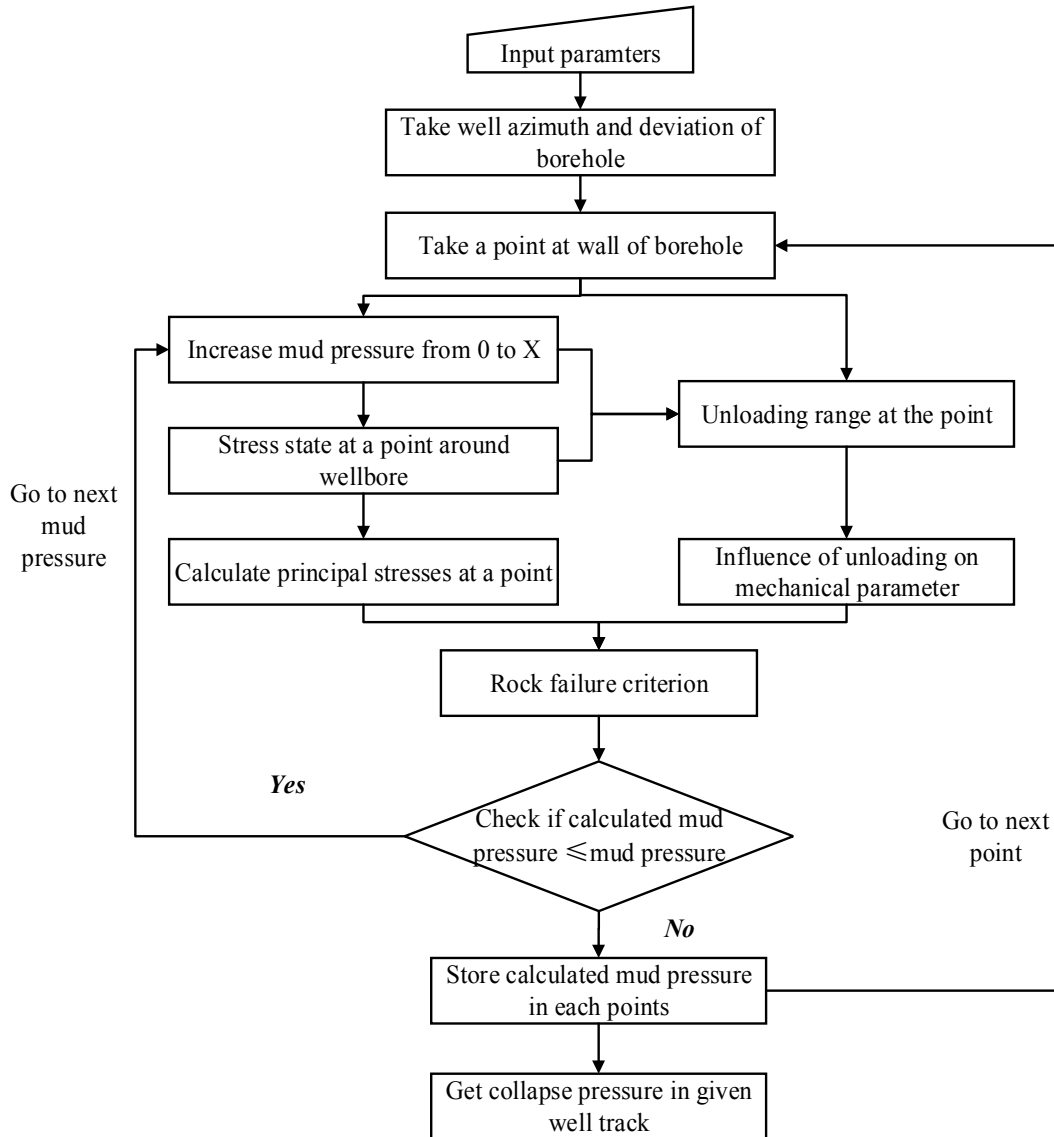 Input paramters
Take well azimuth and deviation of
borehole
Take a point at wall of borehole
Increase mud pressure from 0 to X
Unloading range at the point
Stress state at a point around
wellbore
Go to next
mud
pressure
Calculate principal stresses at a point
Influence of unloading on
mechanical parameter
Rock failure criterion
Yes
Check if calculated mud
pressure ≤mud pressure
Go to next
point
No
Store calculated mud pressure
in each points
Get collapse pressure in given
well track